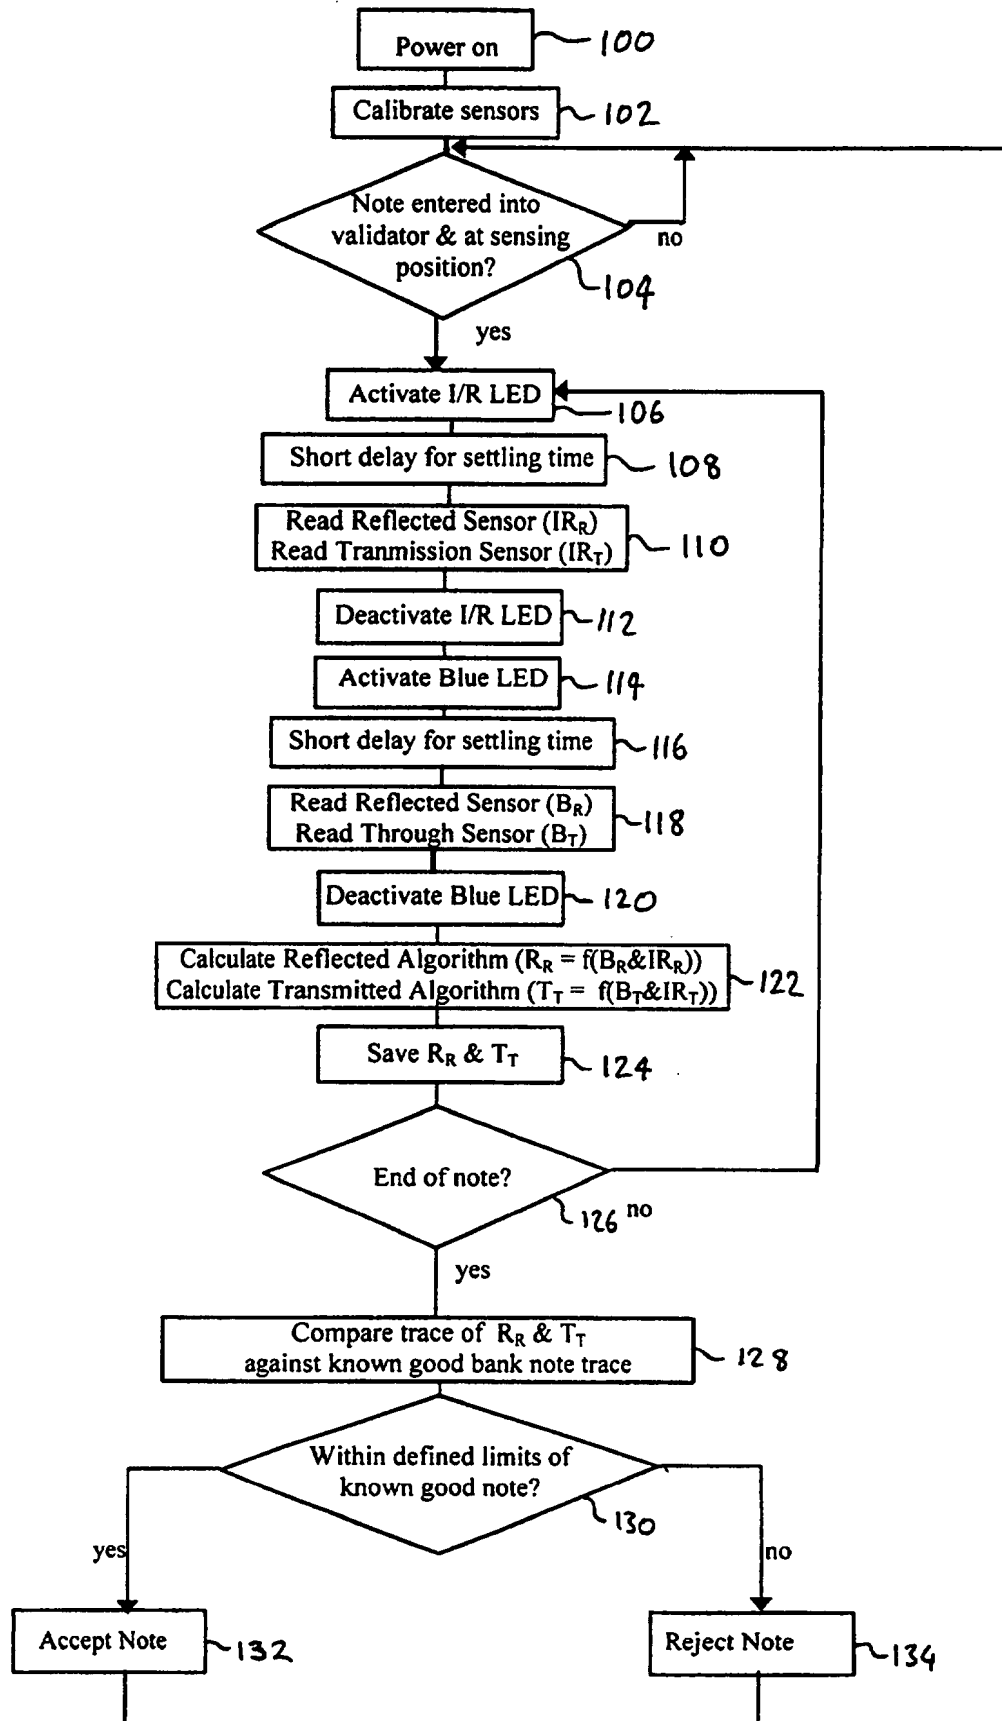 Power on
100
Calibrate sensors
102
Note entered into
validator & at sensing
position?
no
104
yes
Activate I/R LED
106
Short delay for settling time
108
Read Reflected Sensor (IR_R)
Read Tranmission Sensor (IR_T)
110
Deactivate I/R LED
112
Activate Blue LED
114
Short delay for settling time
116
Read Reflected Sensor (B_R)
Read Through Sensor (B_T)
118
Deactivate Blue LED
120
Calculate Reflected Algorithm (R_R = f(B_R&IR_R))
Calculate Transmitted Algorithm (T_T = f(B_T&IR_T))
122
Save R_R & T_T
124
End of note?
126
no
yes
Compare trace of R_R & T_T
against known good bank note trace
128
Within defined limits of
known good note?
130
yes
no
Accept Note
132
Reject Note
134